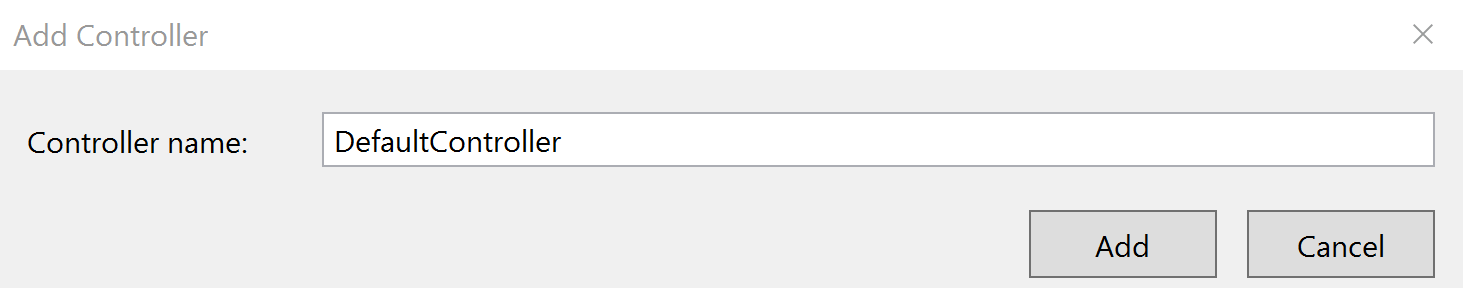 Add Controller
Controller name:
DefaultController
Add
Cancel